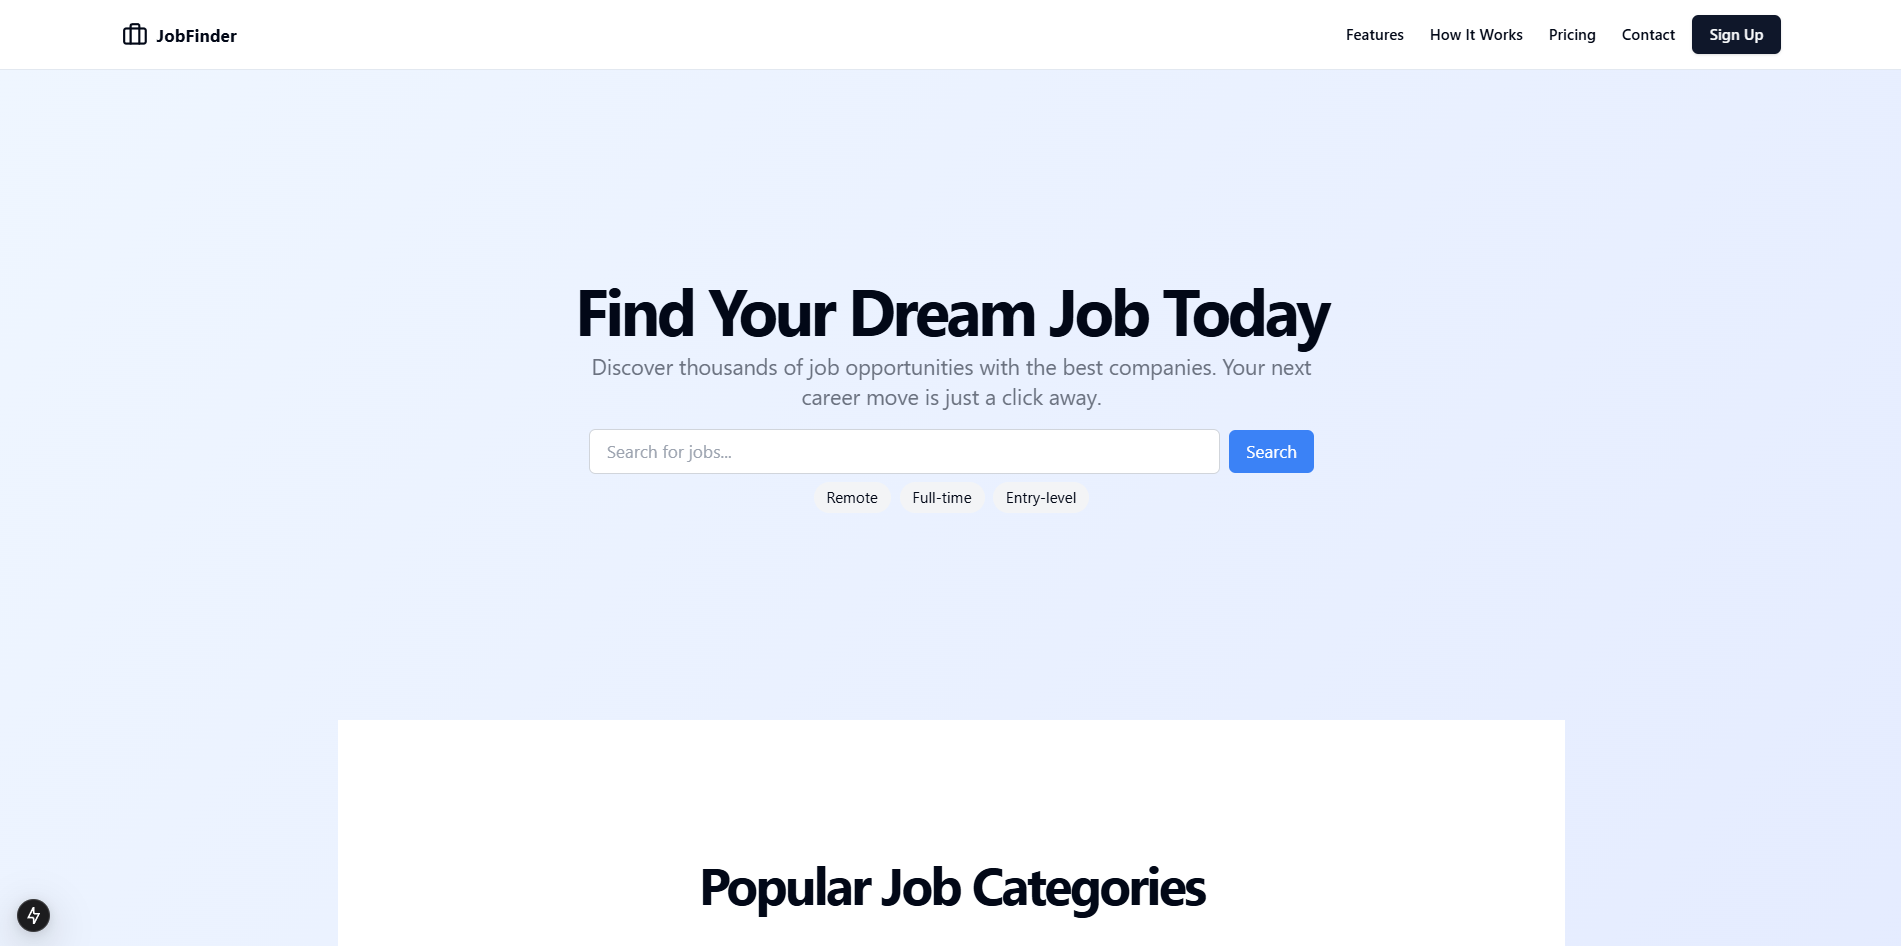 JobFinder
Features
How It Works
Pricing
Contact
Sign Up
Find Your Dream Job Today
Discover thousands of job opportunities with the best companies. Your next
career move is just a click away.
Search for jobs...
Search
Remote
Full-time
Entry-level
Popular Job Categories